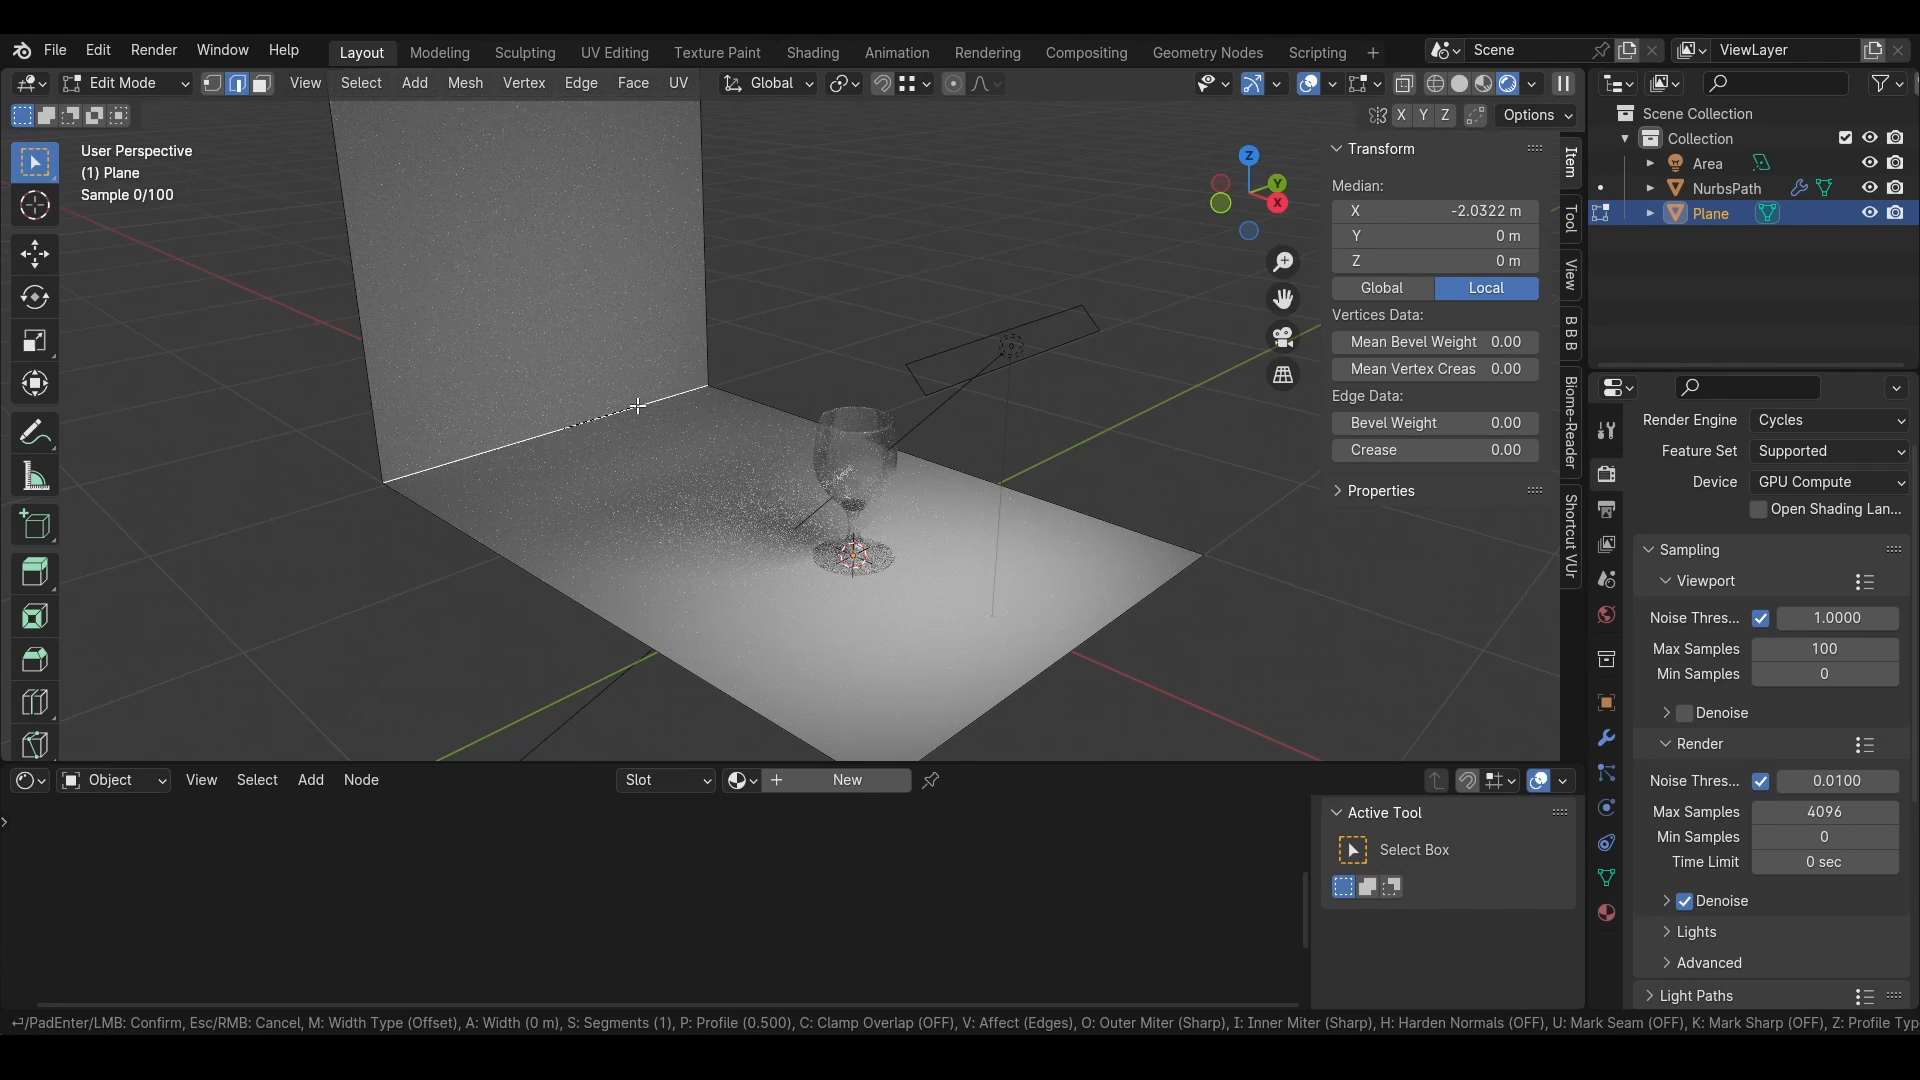 File Edit Render Window Help Layout Modeling Sculpting UV Editing Texture Paint Shading Animation Rendering Compositing Geometry Nodes Scripting + Scene ViewLayer
Edit Mode View Select Add Mesh Vertex Edge Face UV Global
X Y Z Options
User Perspective
(1) Plane
Sample 0/100
Z
Y
X
Transform
Median:
X -2.0322 m
Y 0 m
Z 0 m
Global Local
Vertices Data:
Mean Bevel Weight 0.00
Mean Vertex Creas 0.00
Edge Data:
Bevel Weight 0.00
Crease 0.00
Properties
Item
Tool
View
B B B
Biome-Reader
Shortcut VUr
Scene Collection
Collection
Area
NurbsPath
Plane
Render Engine Cycles
Feature Set Supported
Device GPU Compute
Open Shading Lan...
Sampling
Viewport
Noise Thres... 1.0000
Max Samples 100
Min Samples 0
Denoise
Render
Noise Thres... 0.0100
Max Samples 4096
Min Samples 0
Time Limit 0 sec
Denoise
Lights
Advanced
Light Paths
Object View Select Add Node Slot + New
Active Tool
Select Box
⏎/PadEnter/LMB: Confirm, Esc/RMB: Cancel, M: Width Type (Offset), A: Width (0 m), S: Segments (1), P: Profile (0.500), C: Clamp Overlap (OFF), V: Affect (Edges), O: Outer Miter (Sharp), I: Inner Miter (Sharp), H: Harden Normals (OFF), U: Mark Seam (OFF), K: Mark Sharp (OFF), Z: Profile Typ